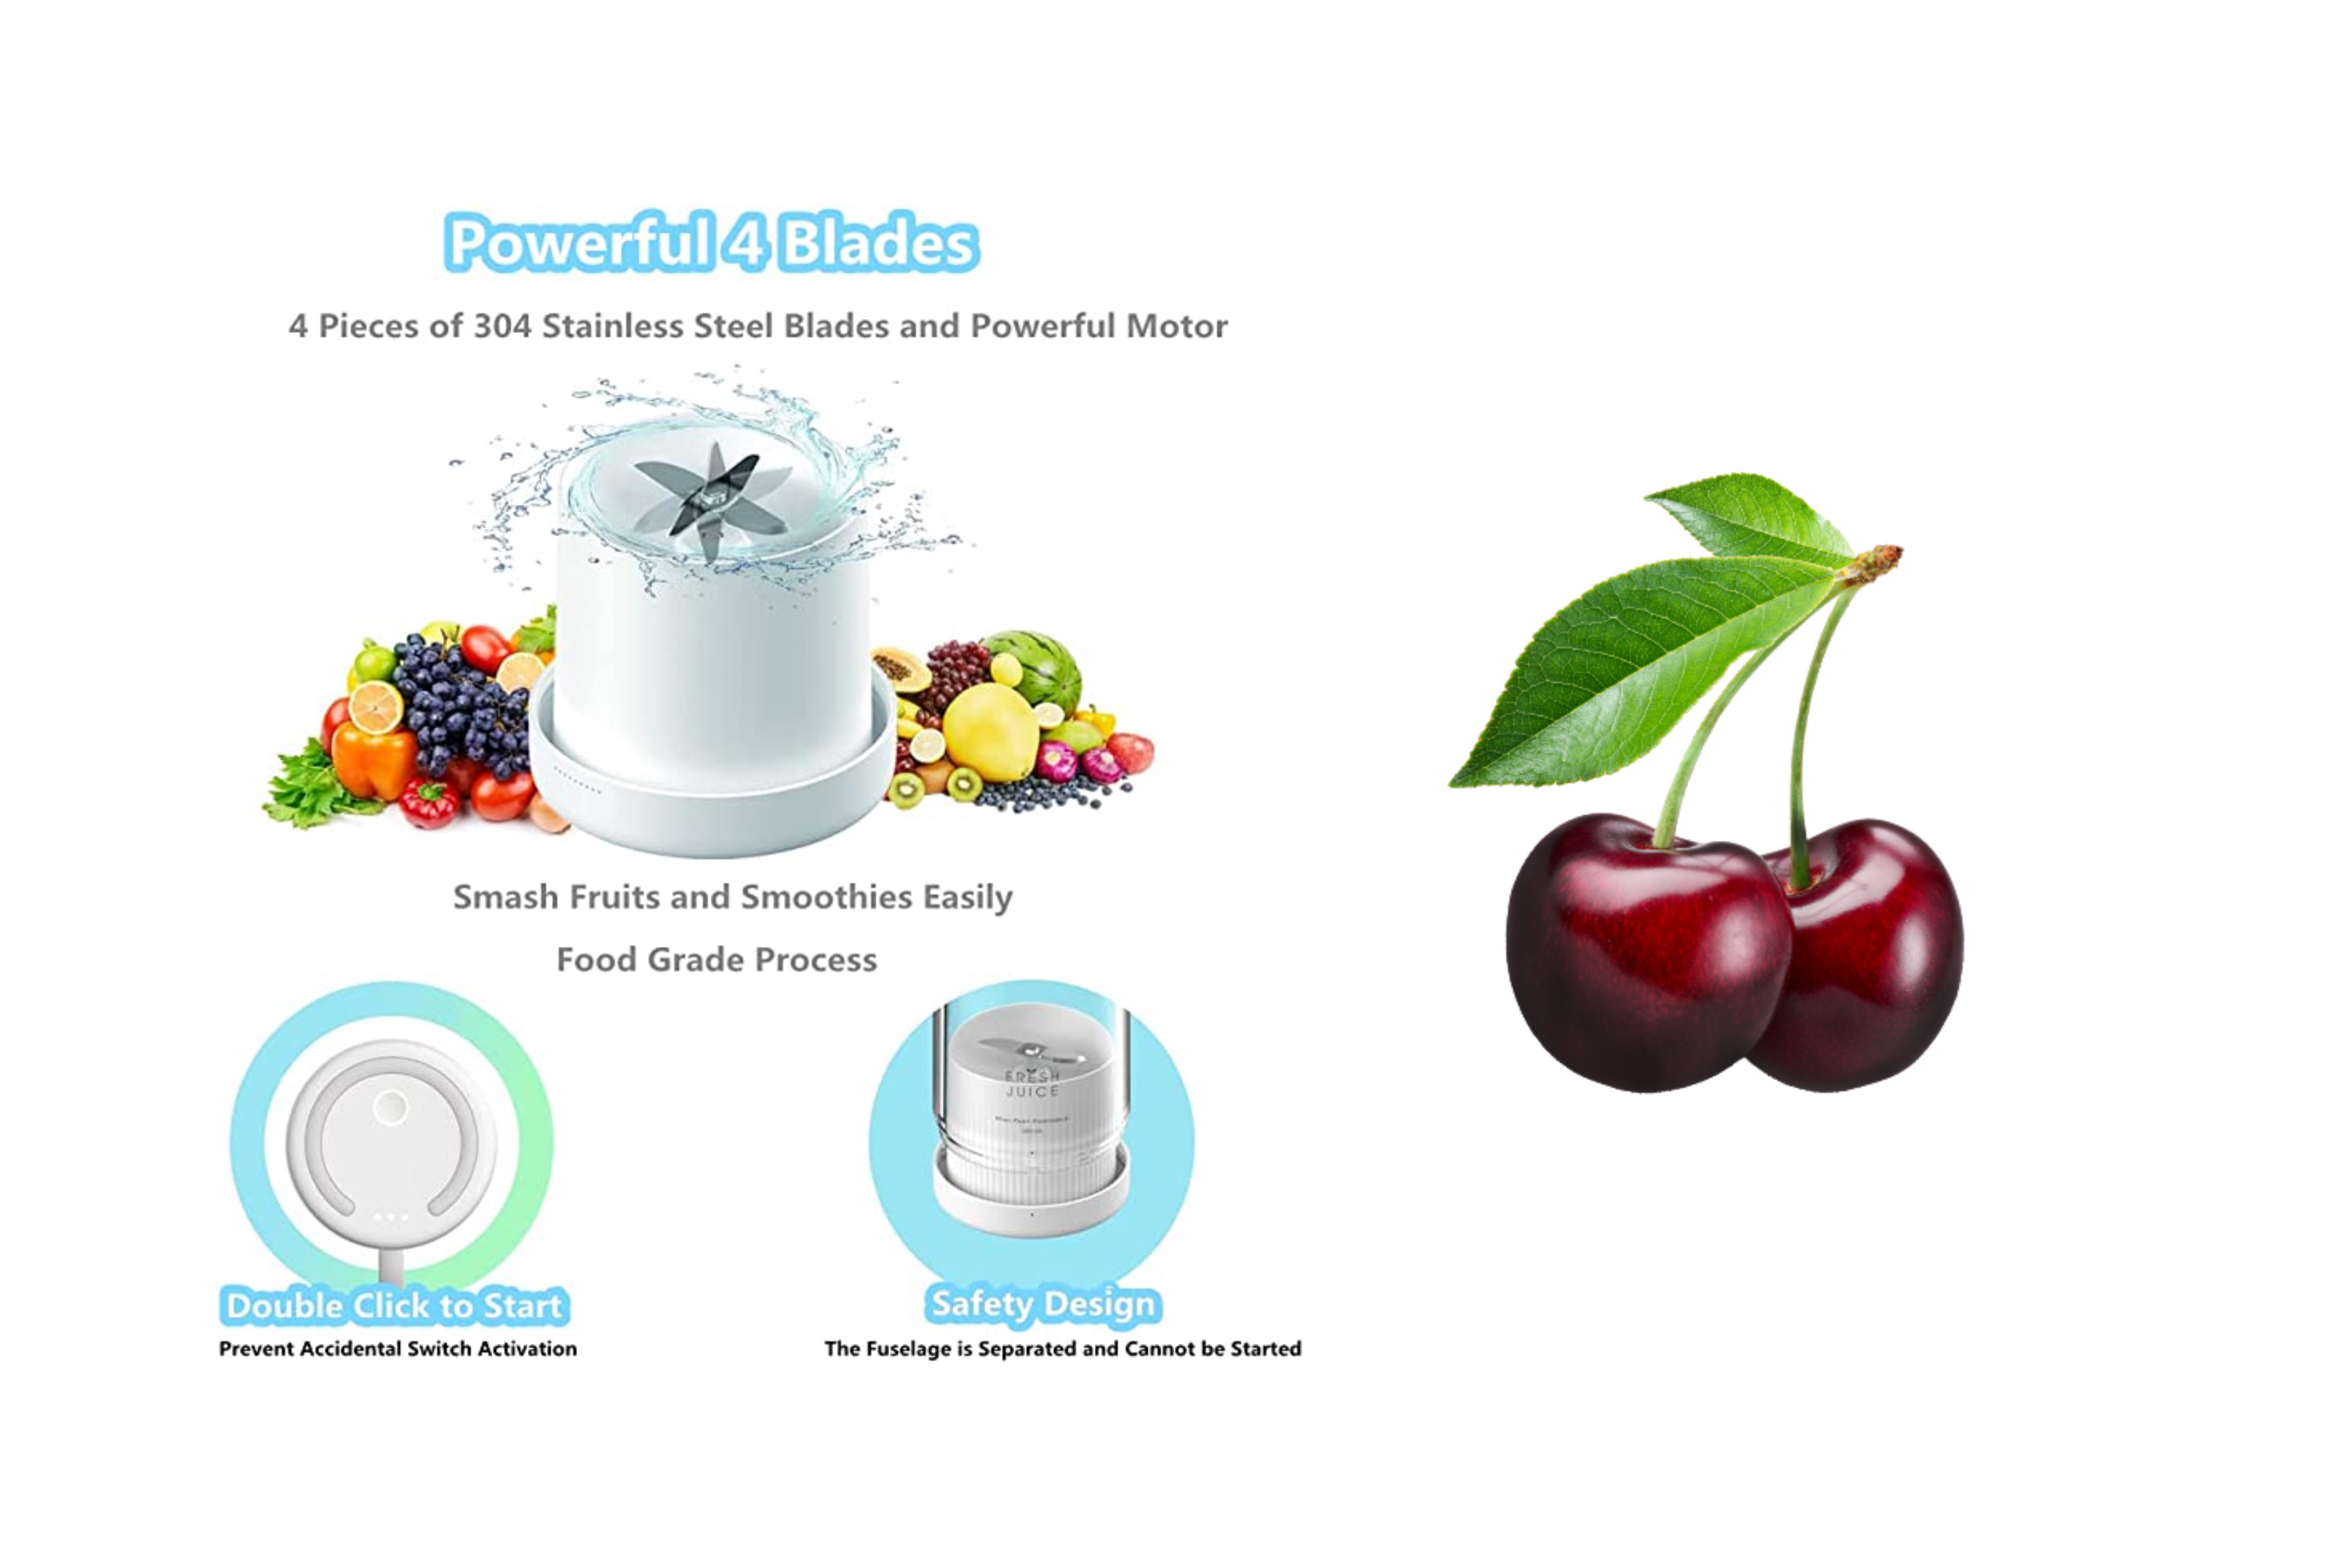 Powerful 4 Blades
4 Pieces of 304 Stainless Steel Blades and Powerful Motor
Smash Fruits and Smoothies Easily
Food Grade Process
FRESH
JUICE
Double Click to Start
Prevent Accidental Switch Activation
Safety Design
The Fuselage is Separated and Cannot be Started